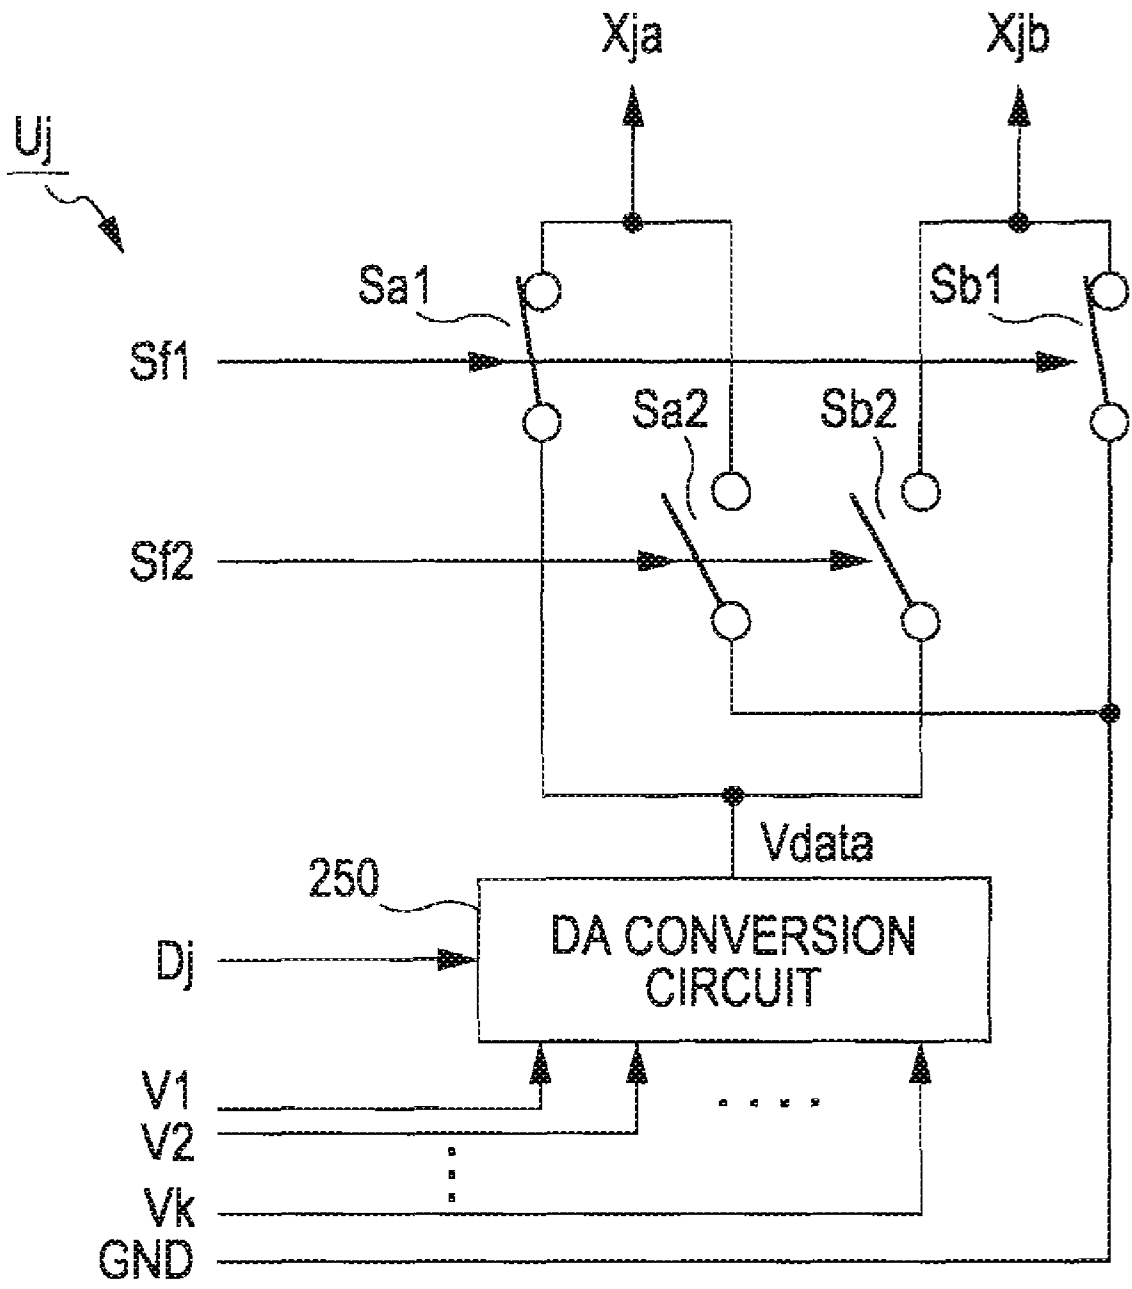 Xja
Xjb
Uj
Sa1
Sb1
Sf1
Sa2
Sb2
Sf2
Vdata
250
DA CONVERSION
CIRCUIT
Dj
V1
V2
Vk
GND